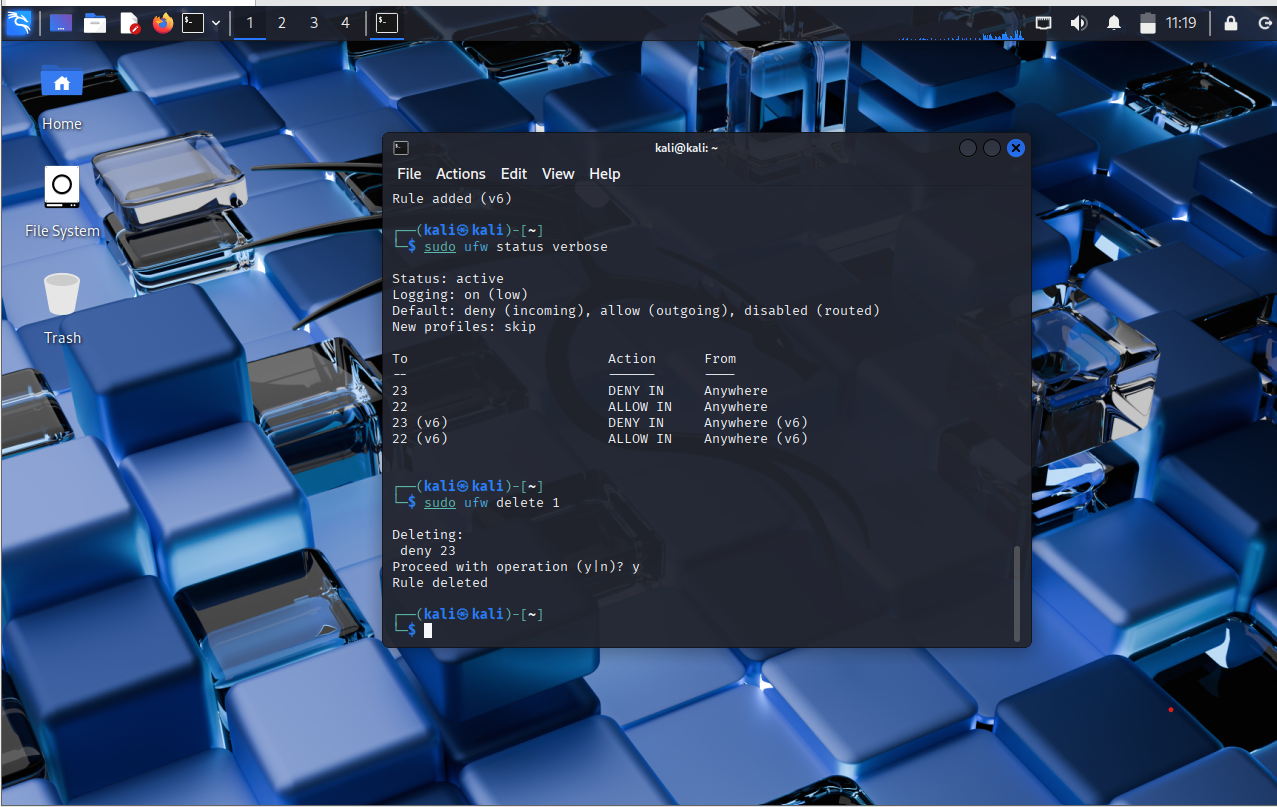 1 2 3 4
11:19
Home
File System
Trash
kali@kali: ~
File Actions Edit View Help
Rule added (v6)
┌──(kali㉿kali)-[~]
└─$ sudo ufw status verbose
Status: active
Logging: on (low)
Default: deny (incoming), allow (outgoing), disabled (routed)
New profiles: skip
To Action From
-- ------ ----
23 DENY IN Anywhere
22 ALLOW IN Anywhere
23 (v6) DENY IN Anywhere (v6)
22 (v6) ALLOW IN Anywhere (v6)
┌──(kali㉿kali)-[~]
└─$ sudo ufw delete 1
Deleting:
deny 23
Proceed with operation (y|n)? y
Rule deleted
┌──(kali㉿kali)-[~]
└─$